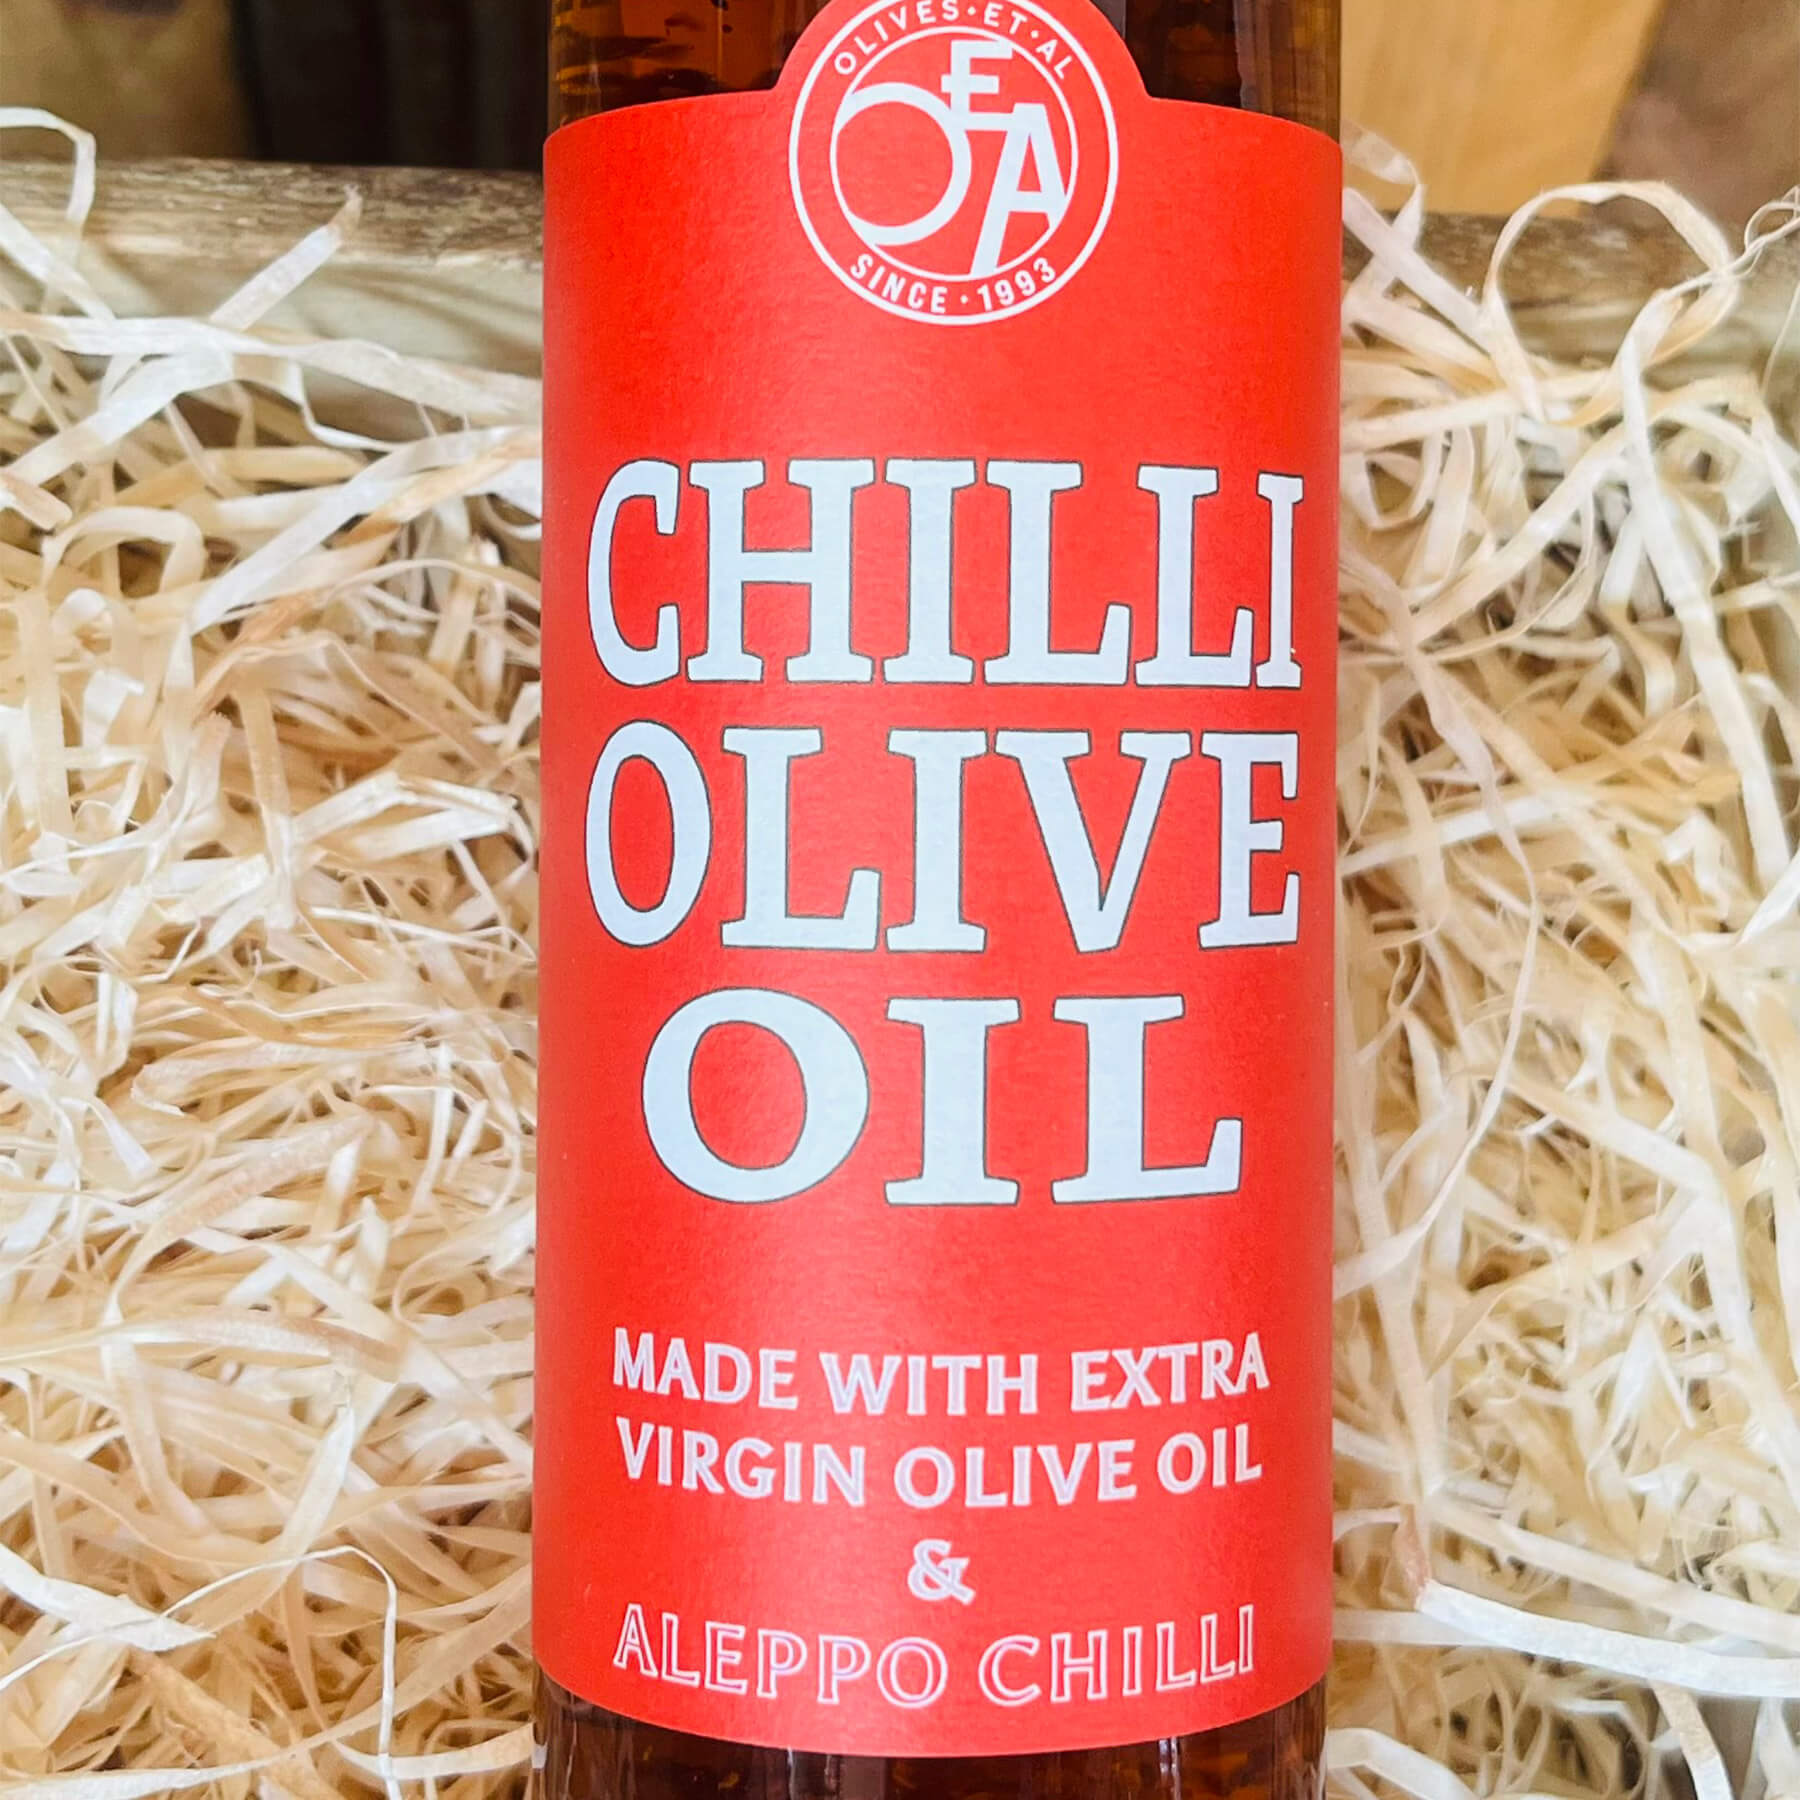 OLIVES · ET · AL
OEA
SINCE · 1993
CHILLI
OLIVE
OIL
MADE WITH EXTRA
VIRGIN OLIVE OIL
&
ALEPPO CHILLI